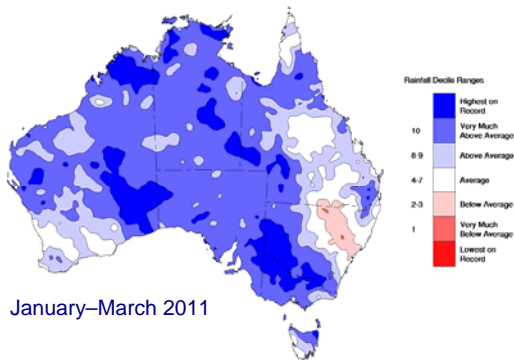 Rainfall Decile Ranges
Highest on
Record
10
Very Much
Above Average
8-9
Above Average
4-7
Average
2-3
Below Average
1
Very Much
Below Average
Lowest on
Record
January–March 2011